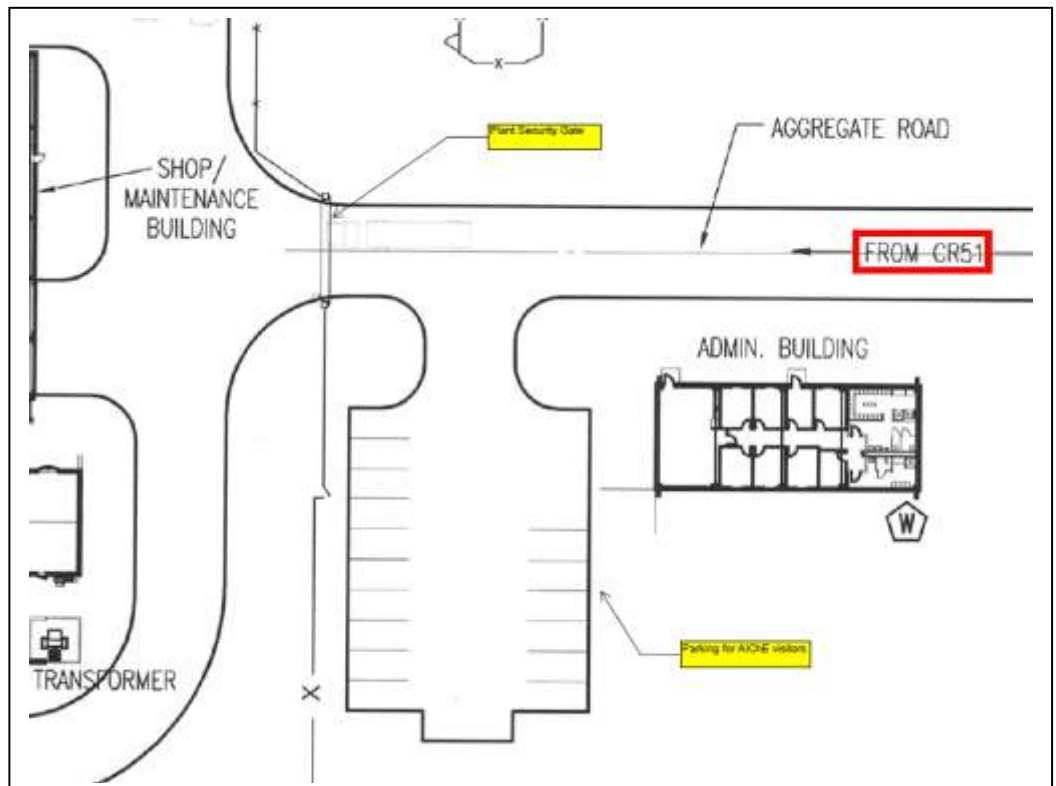 Plant Security Gate
AGGREGATE ROAD
SHOP/
MAINTENANCE
BUILDING
FROM CR51
ADMIN. BUILDING
W
Parking for AIChE visitors
TRANSFORMER
X
X